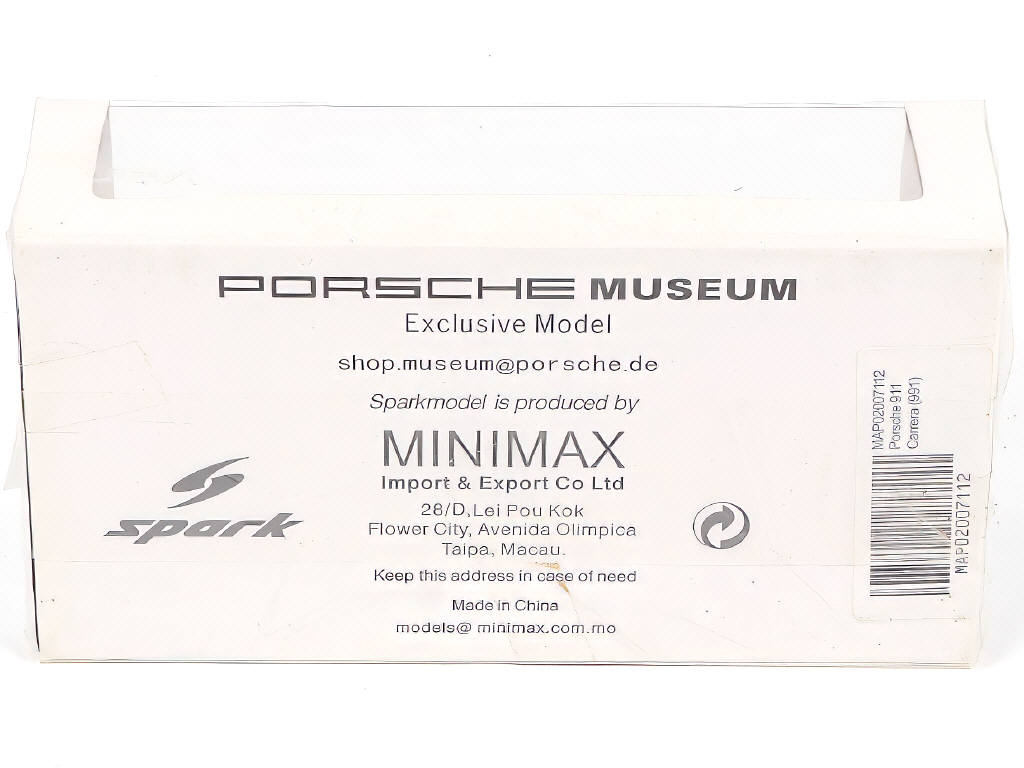 PORSCHE MUSEUM
Exclusive Model
shop.museum@porsche.de
Sparkmodel is produced by
MINIMAX
Import & Export Co Ltd
28/D,Lei Pou Kok
Flower City, Avenida Olimpica
Taipa, Macau.
Keep this address in case of need
Made in China
models@ minimax.com.mo
spark
MAP02007112
Porsche 911
Carrera (991)
MAP02007112